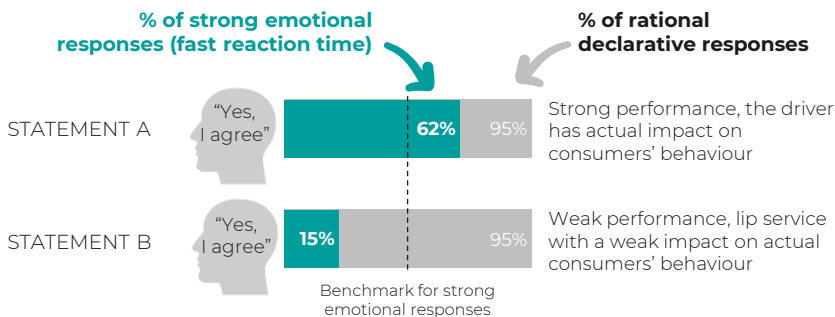 % of strong emotional
responses (fast reaction time)
% of rational
declarative responses
STATEMENT A
“Yes,
I agree”
62%
95%
Strong performance, the driver
has actual impact on
consumers’ behaviour
STATEMENT B
“Yes,
I agree”
15%
95%
Weak performance, lip service
with a weak impact on actual
consumers’ behaviour
Benchmark for strong
emotional responses